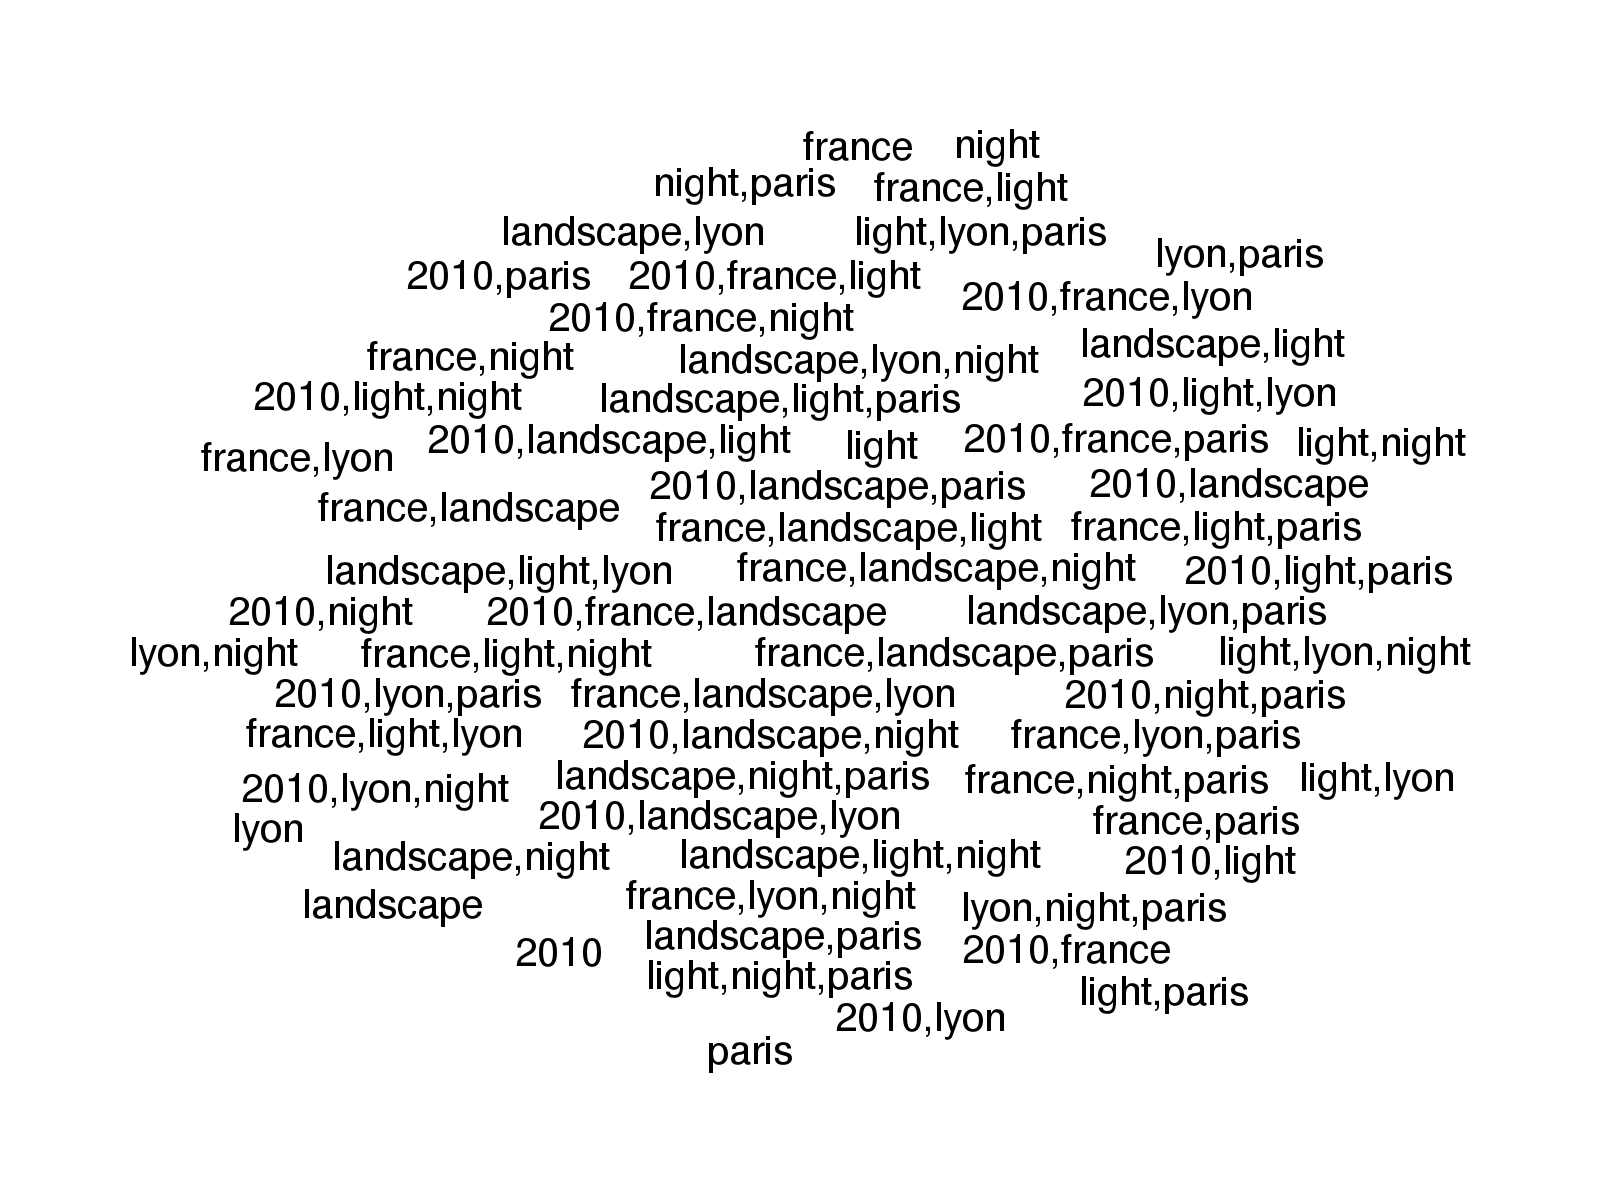 france night
night,paris france,light
landscape,lyon light,lyon,paris
lyon,paris
2010,paris 2010,france,light
2010,france,lyon
2010,france,night
landscape,light
france,night landscape,lyon,night
2010,light,night landscape,light,paris 2010,light,lyon
2010,landscape,light light 2010,france,paris light,night
france,lyon
2010,landscape,paris 2010,landscape
france,landscape
france,landscape,light france,light,paris
landscape,light,lyon france,landscape,night 2010,light,paris
2010,night 2010,france,landscape landscape,lyon,paris
lyon,night france,light,night france,landscape,paris light,lyon,night
2010,lyon,paris france,landscape,lyon 2010,night,paris
france,light,lyon 2010,landscape,night france,lyon,paris
landscape,night,paris france,night,paris light,lyon
2010,lyon,night
2010,landscape,lyon france,paris
lyon
landscape,night landscape,light,night 2010,light
landscape france,lyon,night lyon,night,paris
2010 landscape,paris 2010,france
light,night,paris light,paris
2010,lyon
paris